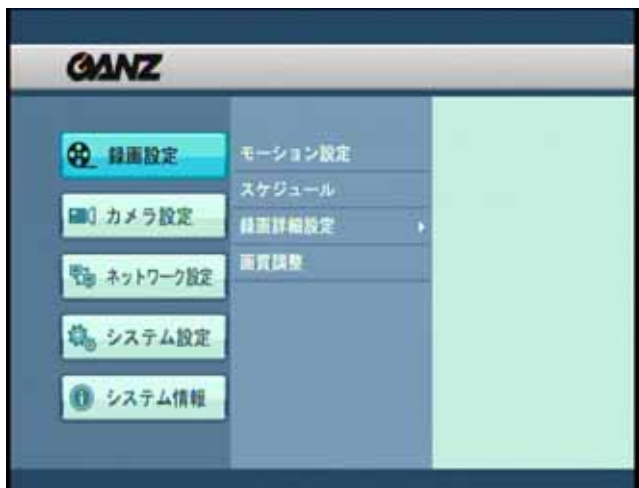 GANZ
録画設定
カメラ設定
ネットワーク設定
システム設定
システム情報
モーション設定
スケジュール
録画詳細設定
画質調整